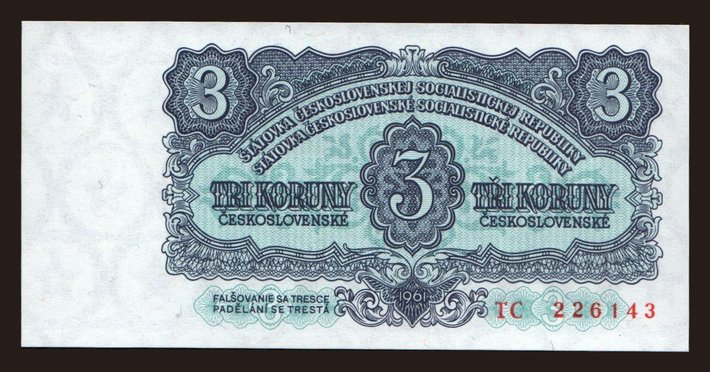 3 3
ŠTÁTOVKA ČESKOSLOVENSKEJ SOCIALISTICKEJ REPUBLIKY
STÁTOVKA ČESKOSLOVENSKÉ SOCIALISTICKÉ REPUBLIKY
3
TRI KORUNY TŘI KORUNY
ČESKOSLOVENSKÉ ČESKOSLOVENSKÉ
FALŠOVANIE SA TRESCE
PADĚLÁNÍ SE TRESTÁ
1961
TC 226143